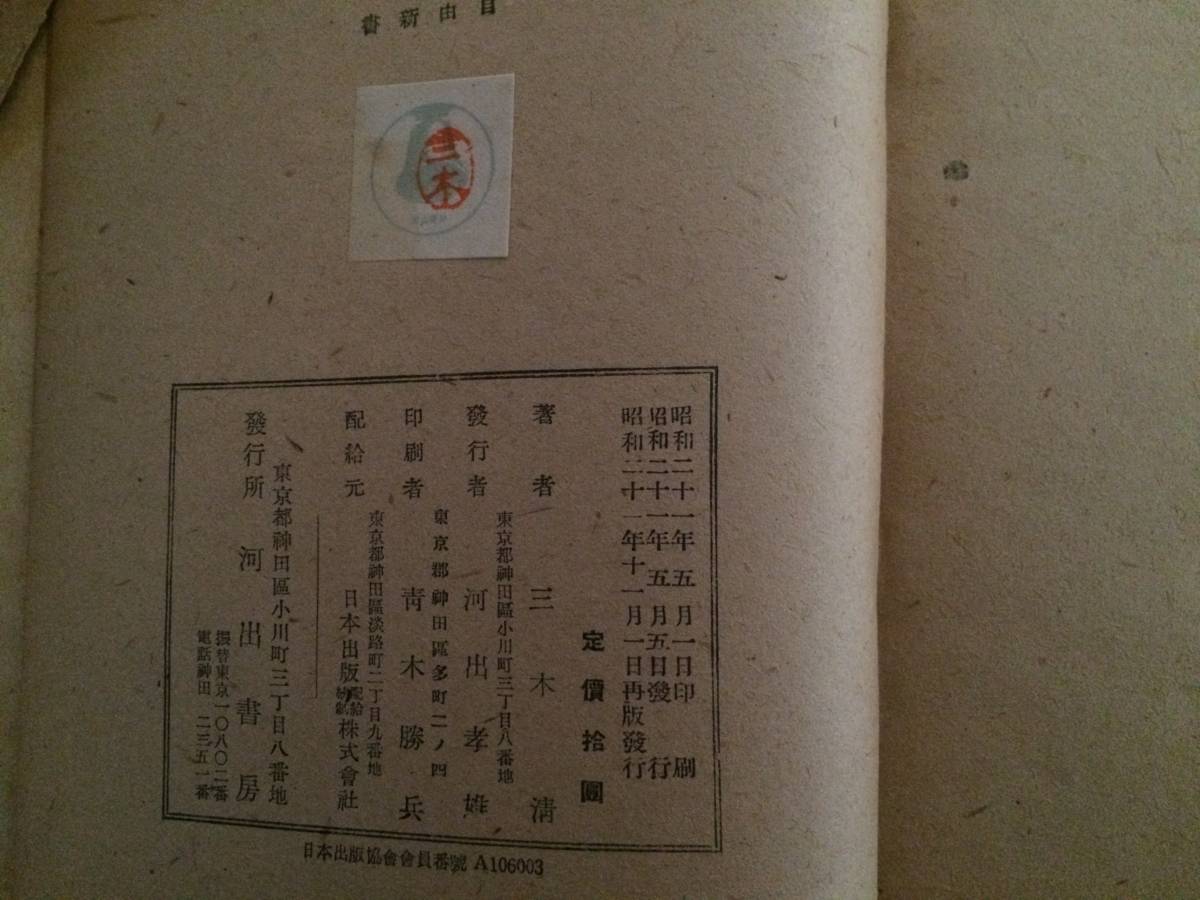 自由新書
三木
昭和二十一年五月一日印刷
昭和二十一年五月五日發行
昭和二十一年十一月一日再版發行
定價拾圓
著者 三木淸
東京都神田區小川町三丁目八番地
發行者 河出孝雄
東京都神田區多町二ノ四
印刷者 靑木勝兵
東京都神田區淡路町二丁目九番地
配給元 日本出版配給株式會社
東京都神田區小川町三丁目八番地
發行所 河出書房
振替東京一〇八〇二番
電話神田 二三五一番
日本出版協會會員番號 A106003